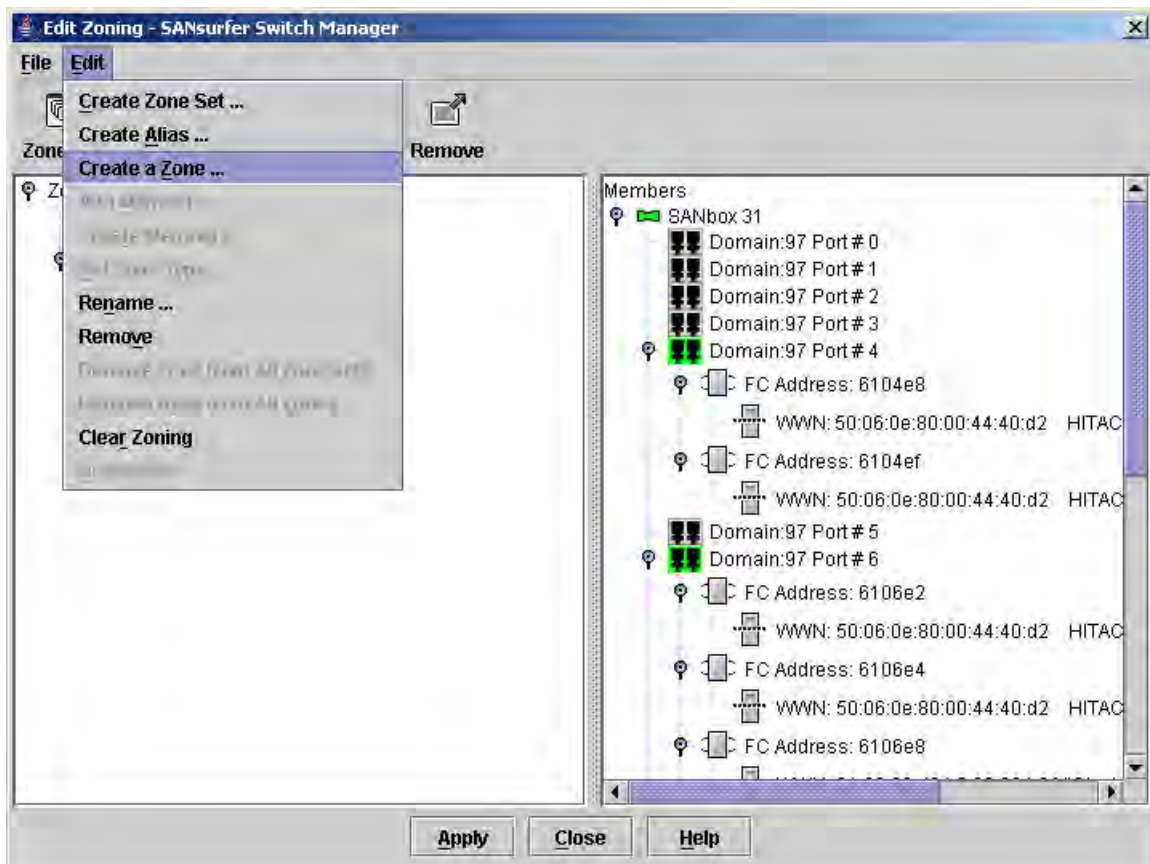 Edit Zoning - SANsurfer Switch Manager
File Edit
Create Zone Set ...
Create Alias ...
Create a Zone ...
Rename ...
Remove
Clear Zoning
Zone
Remove
Members
SANbox 31
Domain:97 Port # 0
Domain:97 Port # 1
Domain:97 Port # 2
Domain:97 Port # 3
Domain:97 Port # 4
FC Address: 6104e8
WWN: 50:06:0e:80:00:44:40:d2 HITAC
FC Address: 6104ef
WWN: 50:06:0e:80:00:44:40:d2 HITAC
Domain:97 Port # 5
Domain:97 Port # 6
FC Address: 6106e2
WWN: 50:06:0e:80:00:44:40:d2 HITAC
FC Address: 6106e4
WWN: 50:06:0e:80:00:44:40:d2 HITAC
FC Address: 6106e8
Apply Close Help